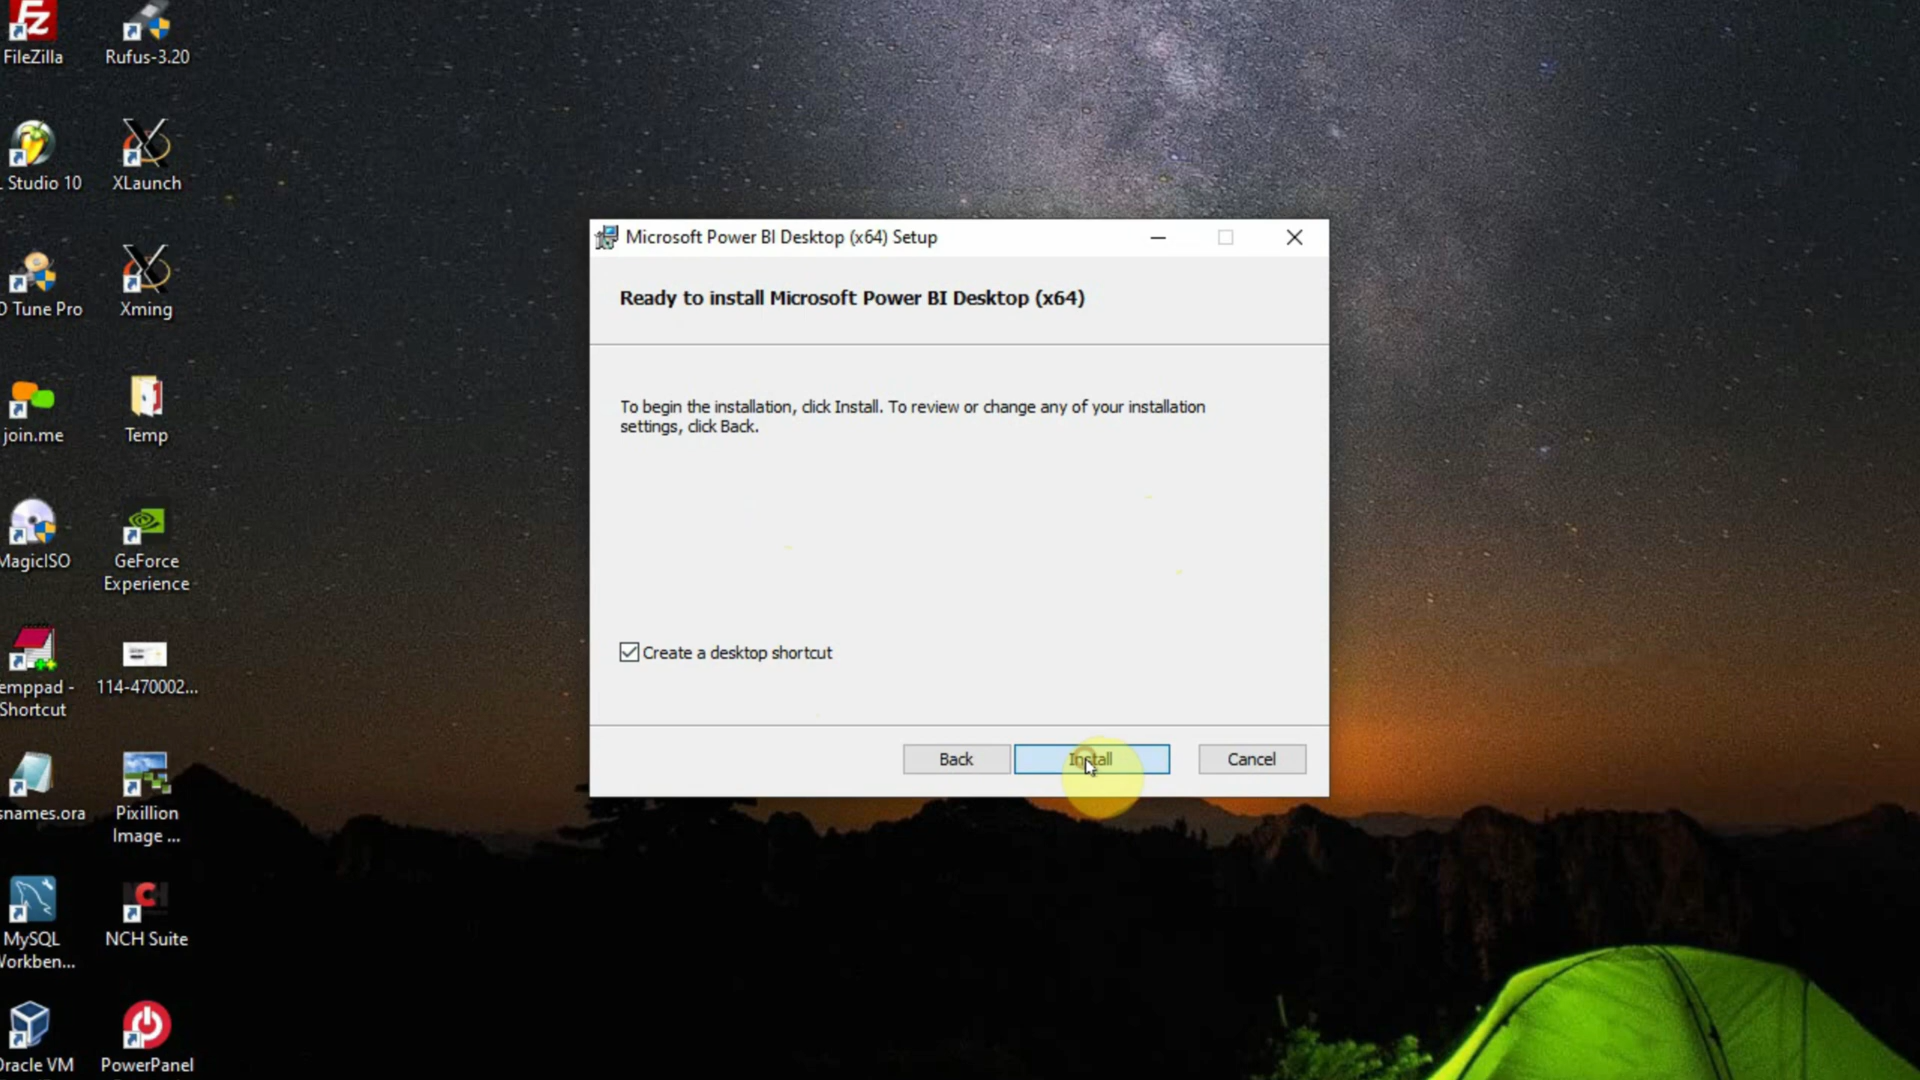 FileZilla
Rufus-3.20
Studio 10
XLaunch
Tune Pro
Xming
join.me
Temp
MagicISO
GeForce
Experience
emppad -
Shortcut
114-470002...
snames.ora
Pixillion
Image ...
MySQL
Workben...
NCH Suite
Oracle VM
PowerPanel
Microsoft Power BI Desktop (x64) Setup
Ready to install Microsoft Power BI Desktop (x64)
To begin the installation, click Install. To review or change any of your installation
settings, click Back.
Create a desktop shortcut
Back
Install
Cancel